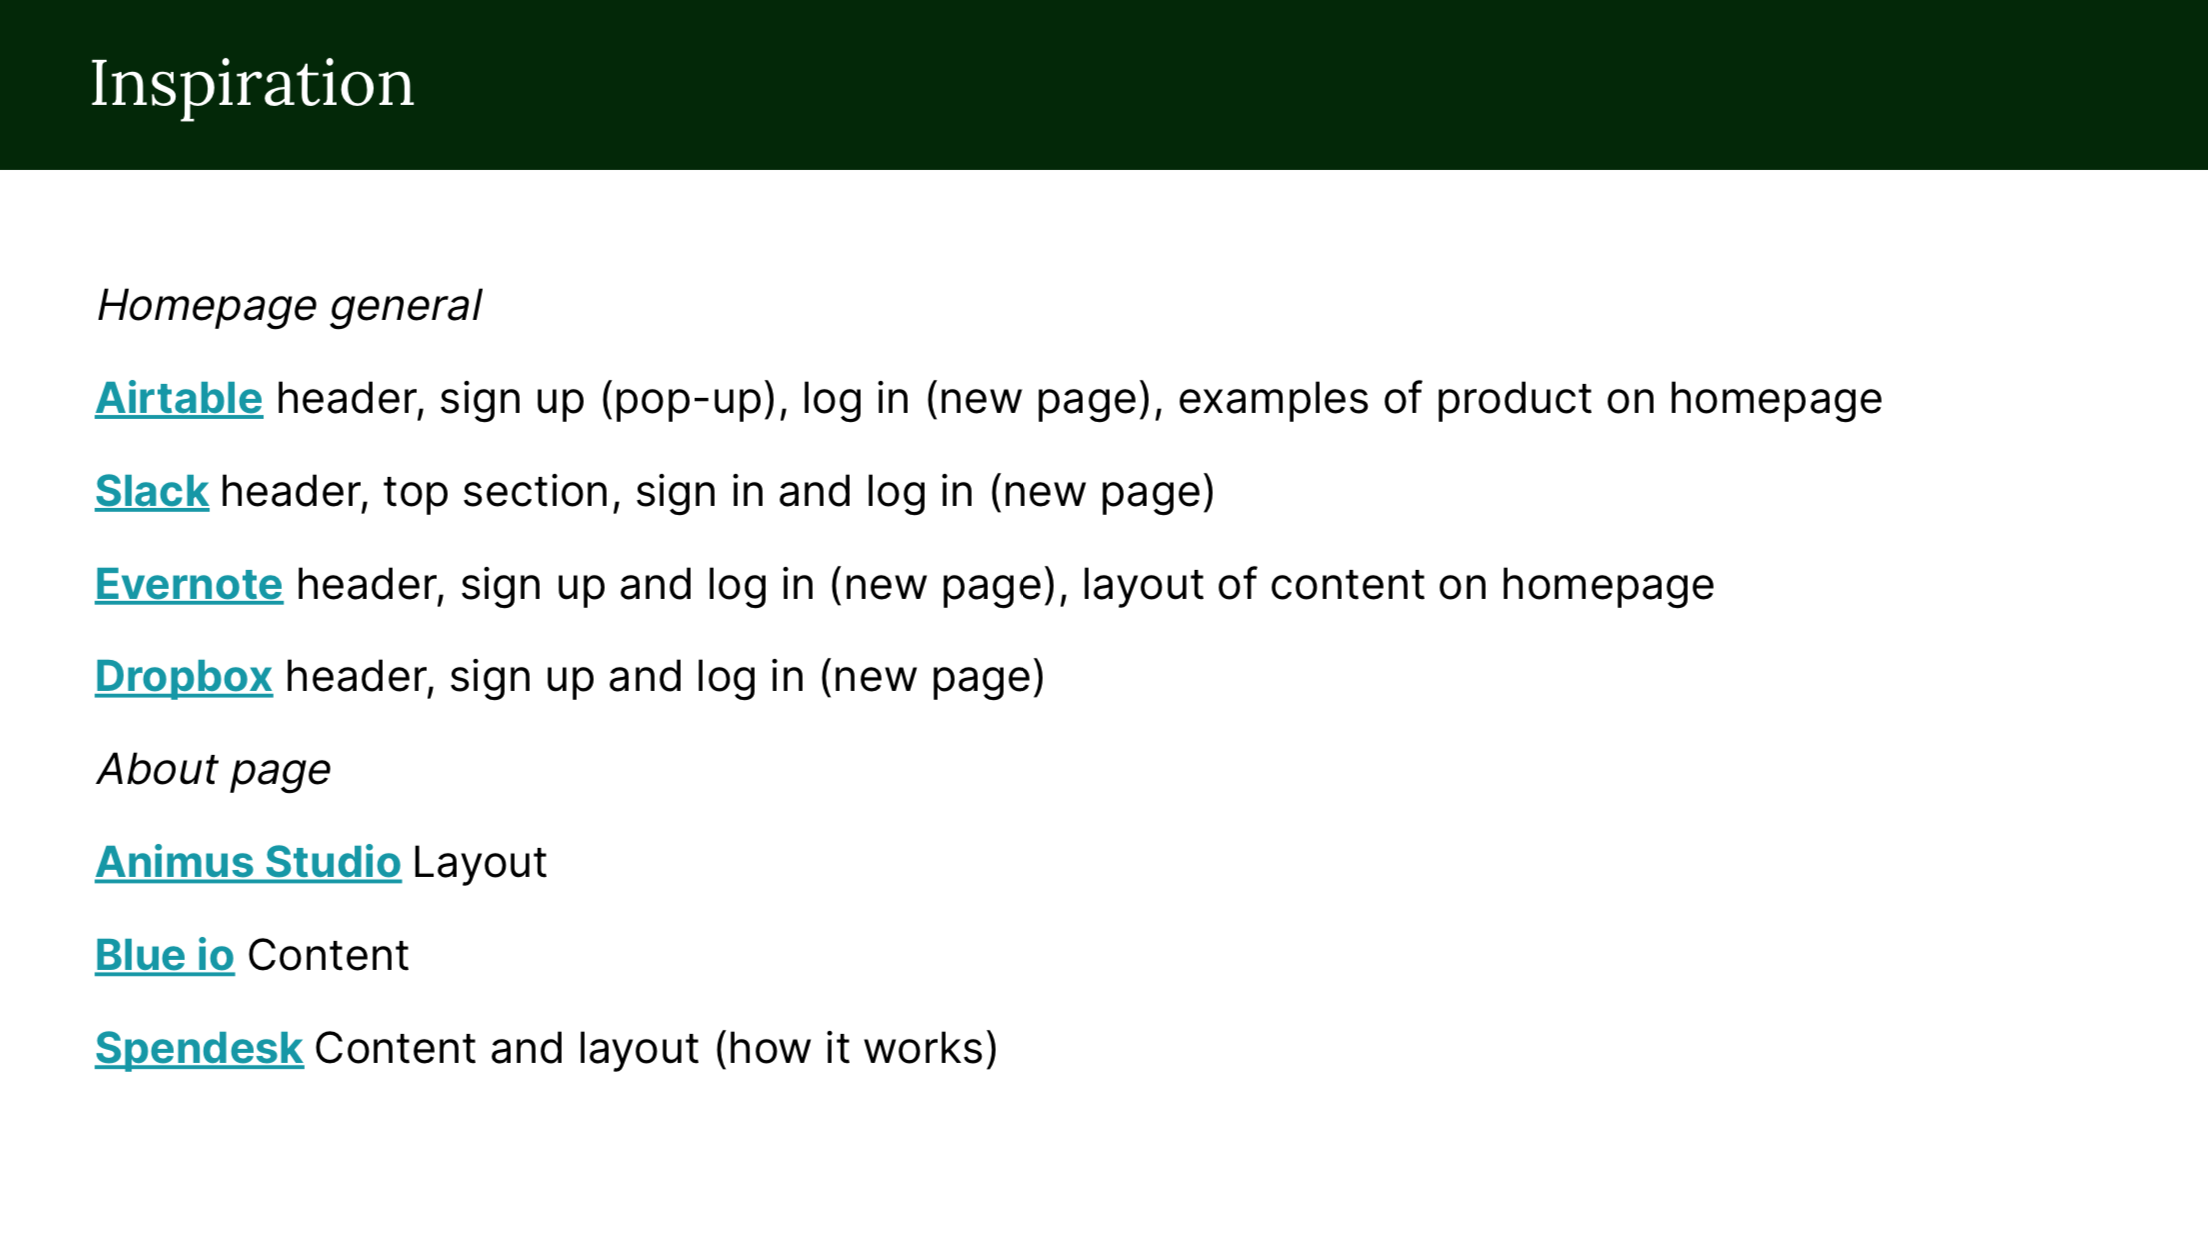 Inspiration
Homepage general
Airtable header, sign up (pop-up), log in (new page), examples of product on homepage
Slack header, top section, sign in and log in (new page)
Evernote header, sign up and log in (new page), layout of content on homepage
Dropbox header, sign up and log in (new page)
About page
Animus Studio Layout
Blue io Content
Spendesk Content and layout (how it works)